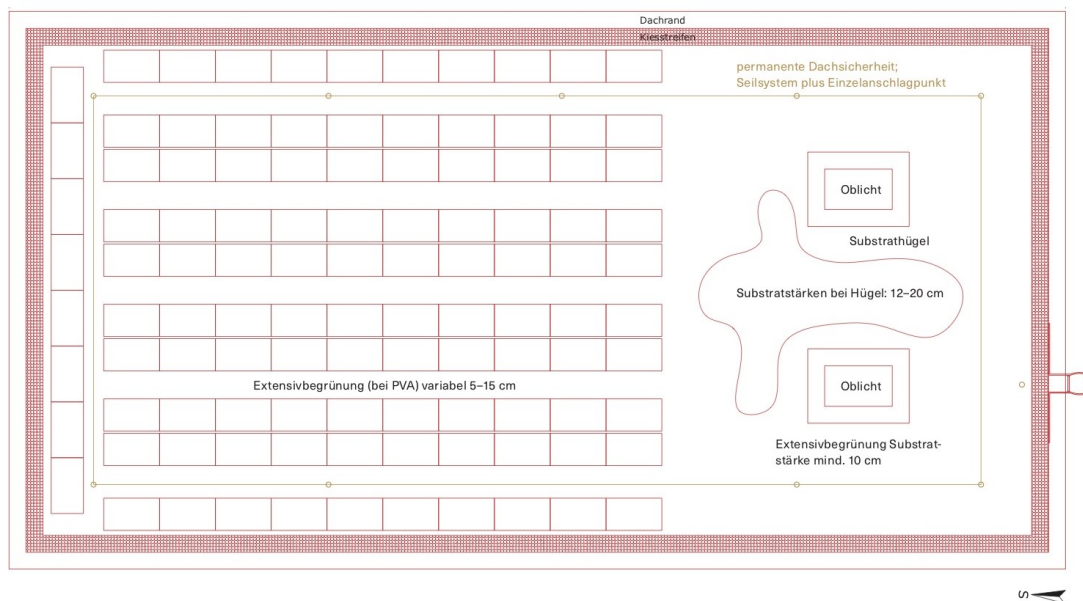 Dachrand
Kiesstreifen
permanente Dachsicherheit;
Seilsystem plus Einzelanschlagpunkt
Oblicht
Substrathügel
Substratstärken bei Hügel: 12–20 cm
Extensivbegrünung (bei PVA) variabel 5–15 cm
Oblicht
Extensivbegrünung Substrat-
stärke mind. 10 cm
S